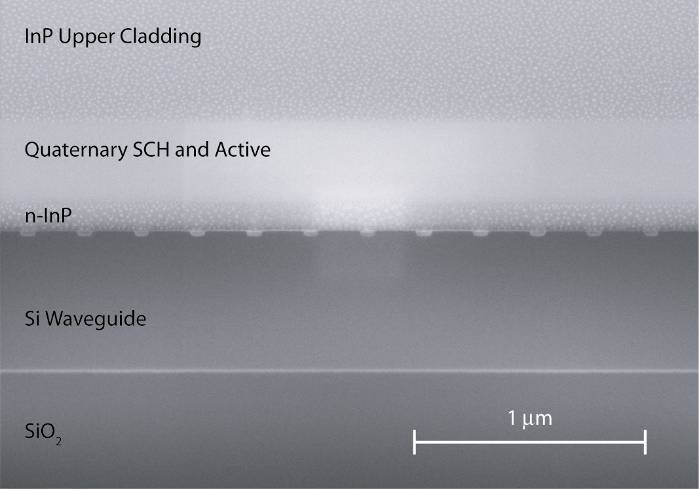 InP Upper Cladding
Quaternary SCH and Active
n-InP
Si Waveguide
1 μm
SiO₂